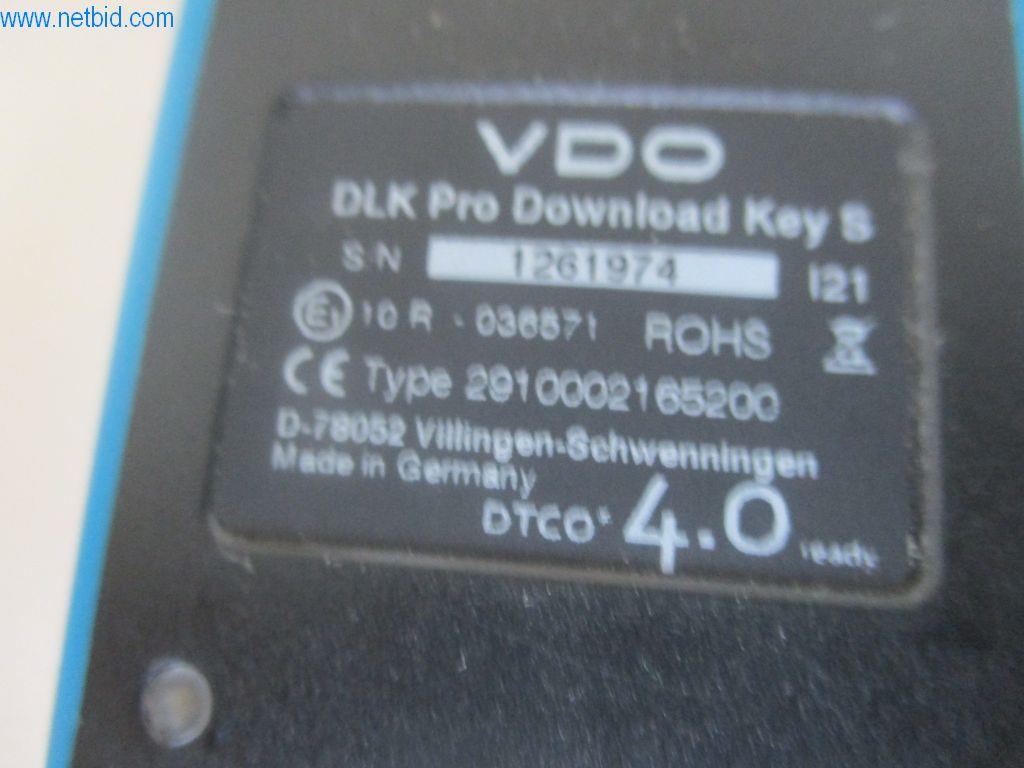 www.netbid.com
VDO
DLK Pro Download Key S
S/N 1261974 I21
E1 10 R - 036571 ROHS
CE Type 2910002165200
D-78052 Villingen-Schwenningen
Made in Germany
DTCO® 4.0 ready